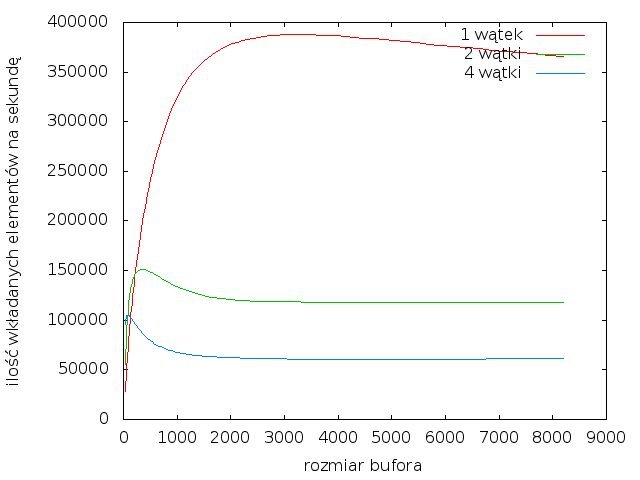 400000
350000
300000
250000
200000
150000
100000
50000
0
ilość wkładanych elementów na sekundę
1 wątek
2 wątki
4 wątki
0 1000 2000 3000 4000 5000 6000 7000 8000 9000
rozmiar bufora